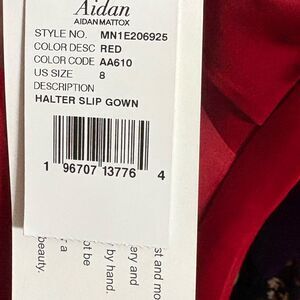 Aidan
AIDAN MATTOX
STYLE NO. MN1E206925
COLOR DESC RED
COLOR CODE AA610
US SIZE 8
DESCRIPTION
HALTER SLIP GOWN
1 96707 13776 4
st and mo
ery and
by hand.
ot be
f a
beauty.